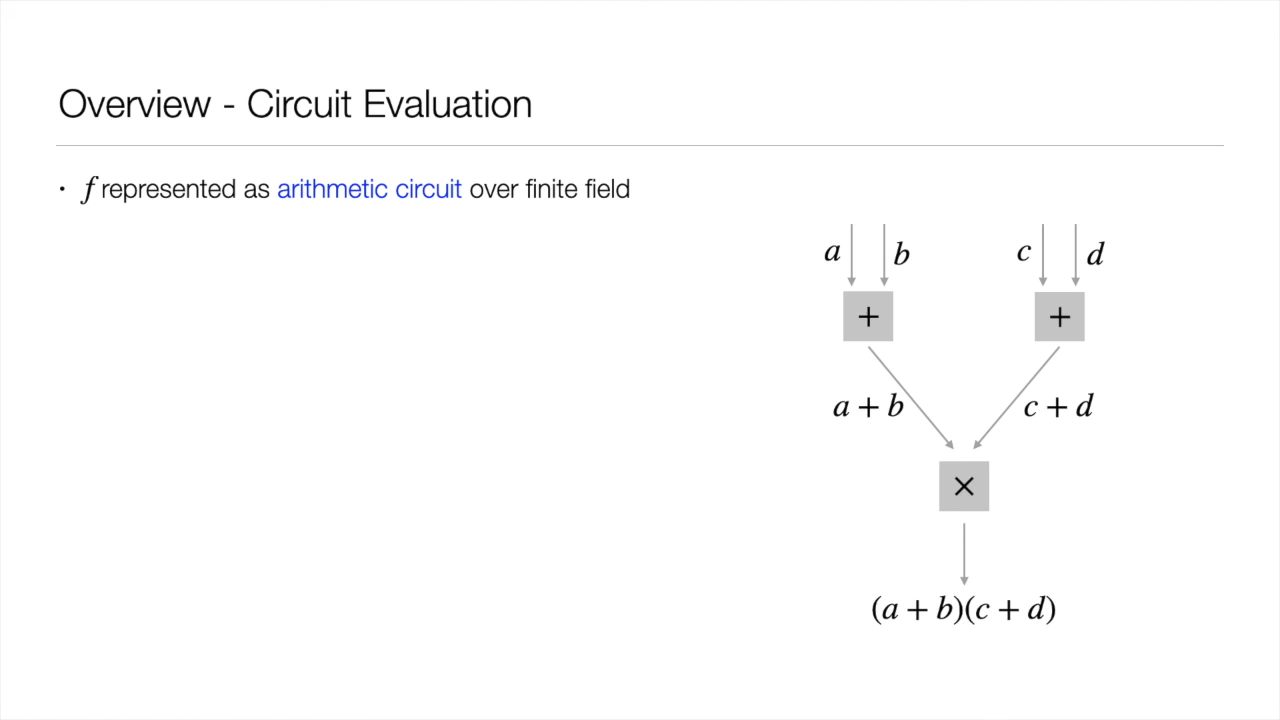 Overview - Circuit Evaluation
• f represented as arithmetic circuit over finite field
a b c d
+ +
a + b c + d
×
(a + b)(c + d)